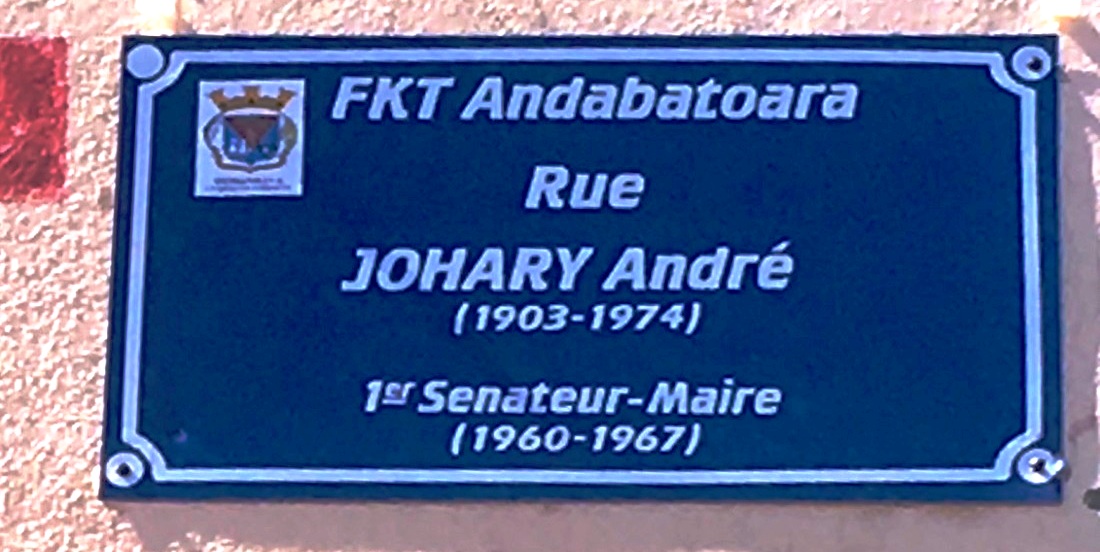 FKT Andabatoara
Rue
JOHARY André
(1903-1974)
1er Senateur-Maire
(1960-1967)